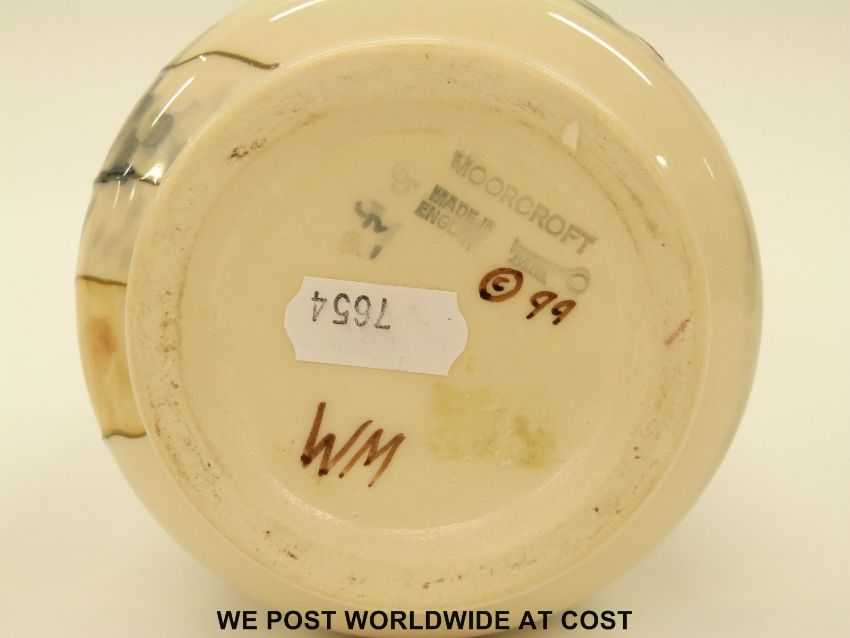 MOORCROFT
MADE IN
ENGLAND
© 99
7654
WM
WE POST WORLDWIDE AT COST